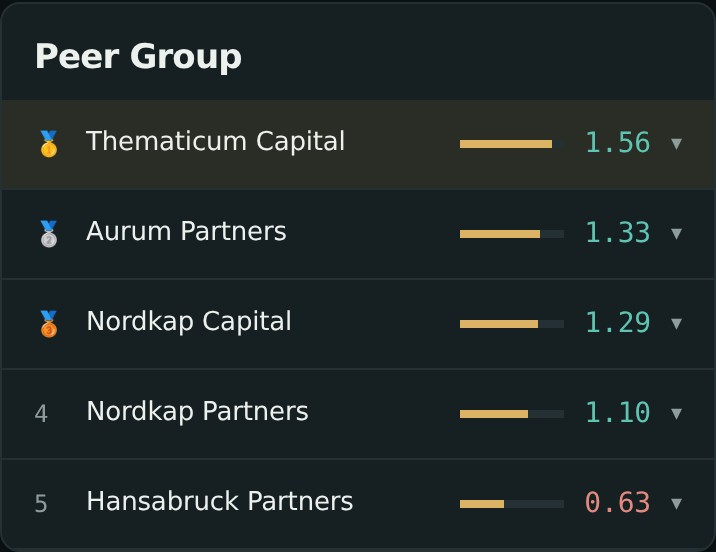 Peer Group
🥇 Thematicum Capital 1.56 ▼
🥈 Aurum Partners 1.33 ▼
🥉 Nordkap Capital 1.29 ▼
4 Nordkap Partners 1.10 ▼
5 Hansabruck Partners 0.63 ▼